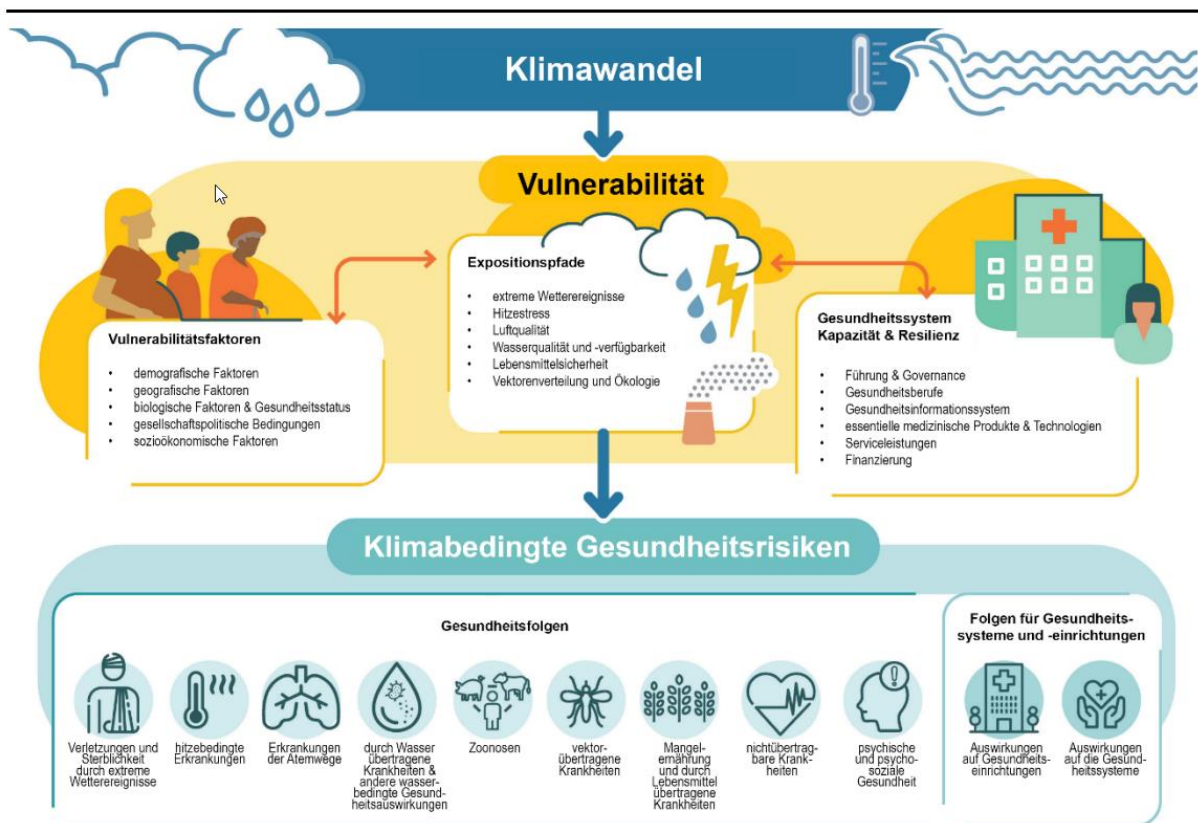 Klimawandel
Vulnerabilität
Vulnerabilitätsfaktoren
• demografische Faktoren
• geografische Faktoren
• biologische Faktoren & Gesundheitsstatus
• gesellschaftspolitische Bedingungen
• sozioökonomische Faktoren
Expositionspfade
• extreme Wetterereignisse
• Hitzestress
• Luftqualität
• Wasserqualität und -verfügbarkeit
• Lebensmittelsicherheit
• Vektorenverteilung und Ökologie
Gesundheitssystem
Kapazität & Resilienz
• Führung & Governance
• Gesundheitsberufe
• Gesundheitsinformationssystem
• essentielle medizinische Produkte & Technologien
• Serviceleistungen
• Finanzierung
Klimabedingte Gesundheitsrisiken
Gesundheitsfolgen
Verletzungen und
Sterblichkeit
durch extreme
Wetterereignisse
hitzebedingte
Erkrankungen
Erkrankungen
der Atemwege
durch Wasser
übertragene
Krankheiten &
andere wasser-
bedingte Gesund-
heitsauswirkungen
Zoonosen
vektor-
übertragene
Krankheiten
Mangel-
ernährung
und durch
Lebensmittel
übertragene
Krankheiten
nichtübertrag-
bare Krank-
heiten
psychische
und psycho-
soziale
Gesundheit
Folgen für Gesundheits-
systeme und -einrichtungen
Auswirkungen
auf Gesundheits-
einrichtungen
Auswirkungen
auf die Gesund-
heitssysteme